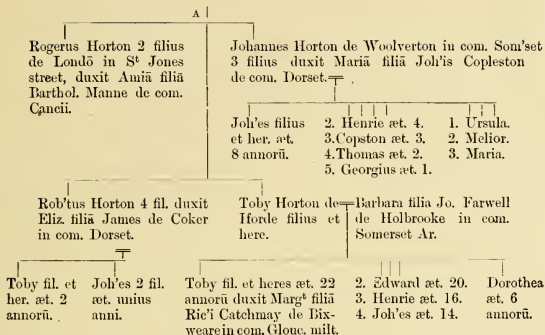 A
Rogerus Horton 2 filius
de Londō in Sᵗ Jones
street, duxit Amiā filiā
Barthol. Manne de com.
Cancii.
Johannes Horton de Woolverton in com. Som'set
3 filius duxit Mariā filiā Joh'is Copleston
de com. Dorset.
Joh'es filius
et her. æt.
8 annorū.
2. Henrie æt. 4.
3. Copston æt. 3.
4. Thomas æt. 2.
5. Georgius æt. 1.
1. Ursula.
2. Melior.
3. Maria.
Rob'tus Horton 4 fil. duxit
Eliz. filiā James de Coker
in com. Dorset.
Toby Horton de
Iforde filius et
here.
Barbara filia Jo. Farwell
de Holbrooke in com.
Somerset Ar.
Toby fil. et
her. æt. 2
annorū.
Joh'es 2 fil.
æt. unius
anni.
Toby fil. et heres æt. 22
annorū duxit Margᵗ filiā
Ric'i Catchmay de Bix-
weare in com. Glouc. milt.
2. Edward æt. 20.
3. Henrie æt. 16.
4. Joh'es æt. 14.
Dorothea
æt. 6
annorū.